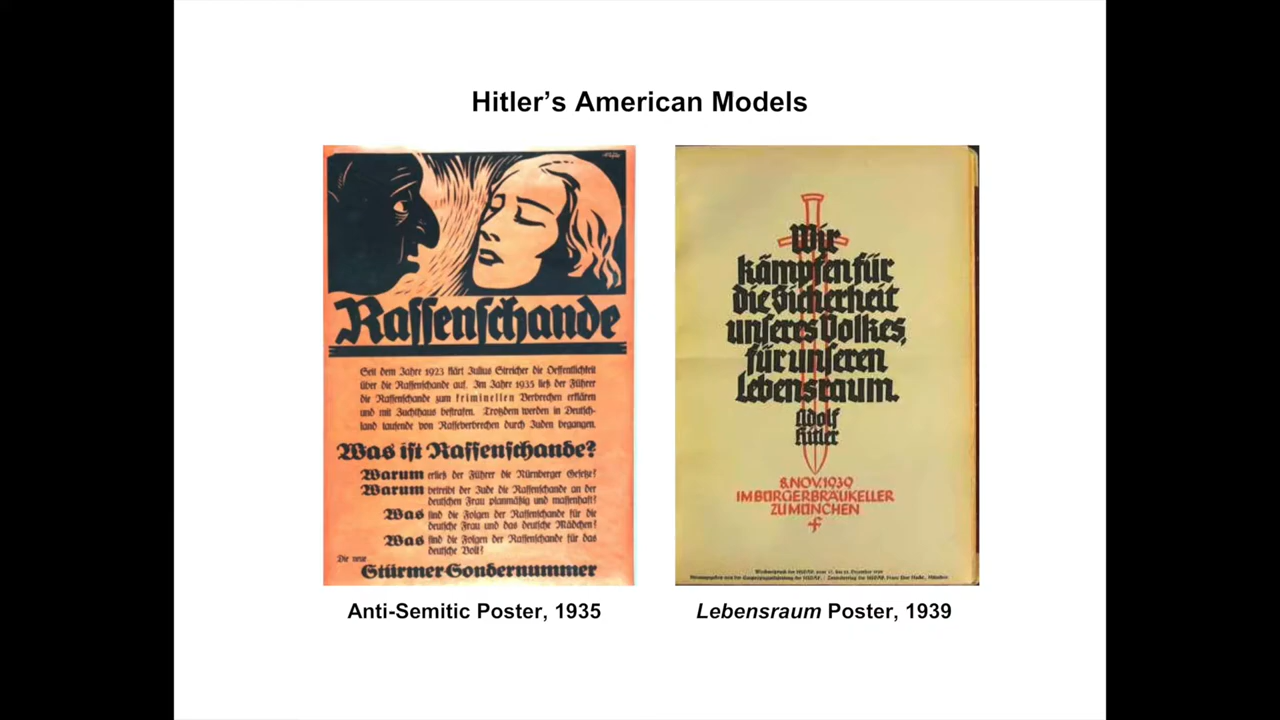 Hitler's American Models
Rassenschande
Seit dem Jahre 1923 klärt Julius Streicher die Oeffentlichkeit
über die Rassenschande auf. Im Jahre 1935 ließ der Führer
die Rassenschande zum kriminellen Verbrechen erklären
und mit Zuchthaus bestrafen. Trotzdem werden in Deutsch-
land tausende von Rasseverbrechen durch Juden begangen.
Was ist Rassenschande?
Warum erließ der Führer die Nürnberger Gesetze?
Warum betreibt der Jude die Rassenschande an der
deutschen Frau planmäßig und massenhaft?
Was sind die Folgen der Rassenschande für die
deutsche Frau und das deutsche Mädchen?
Was sind die Folgen der Rassenschande für das
deutsche Volk?
Die neue
Stürmer-Sondernummer
Wir
kämpfen für
die Sicherheit
unseres Volkes,
für unseren
Lebensraum.
Adolf
Hitler
8.NOV.1939
IM BÜRGERBRÄUKELLER
ZU MÜNCHEN
Anti-Semitic Poster, 1935
Lebensraum Poster, 1939